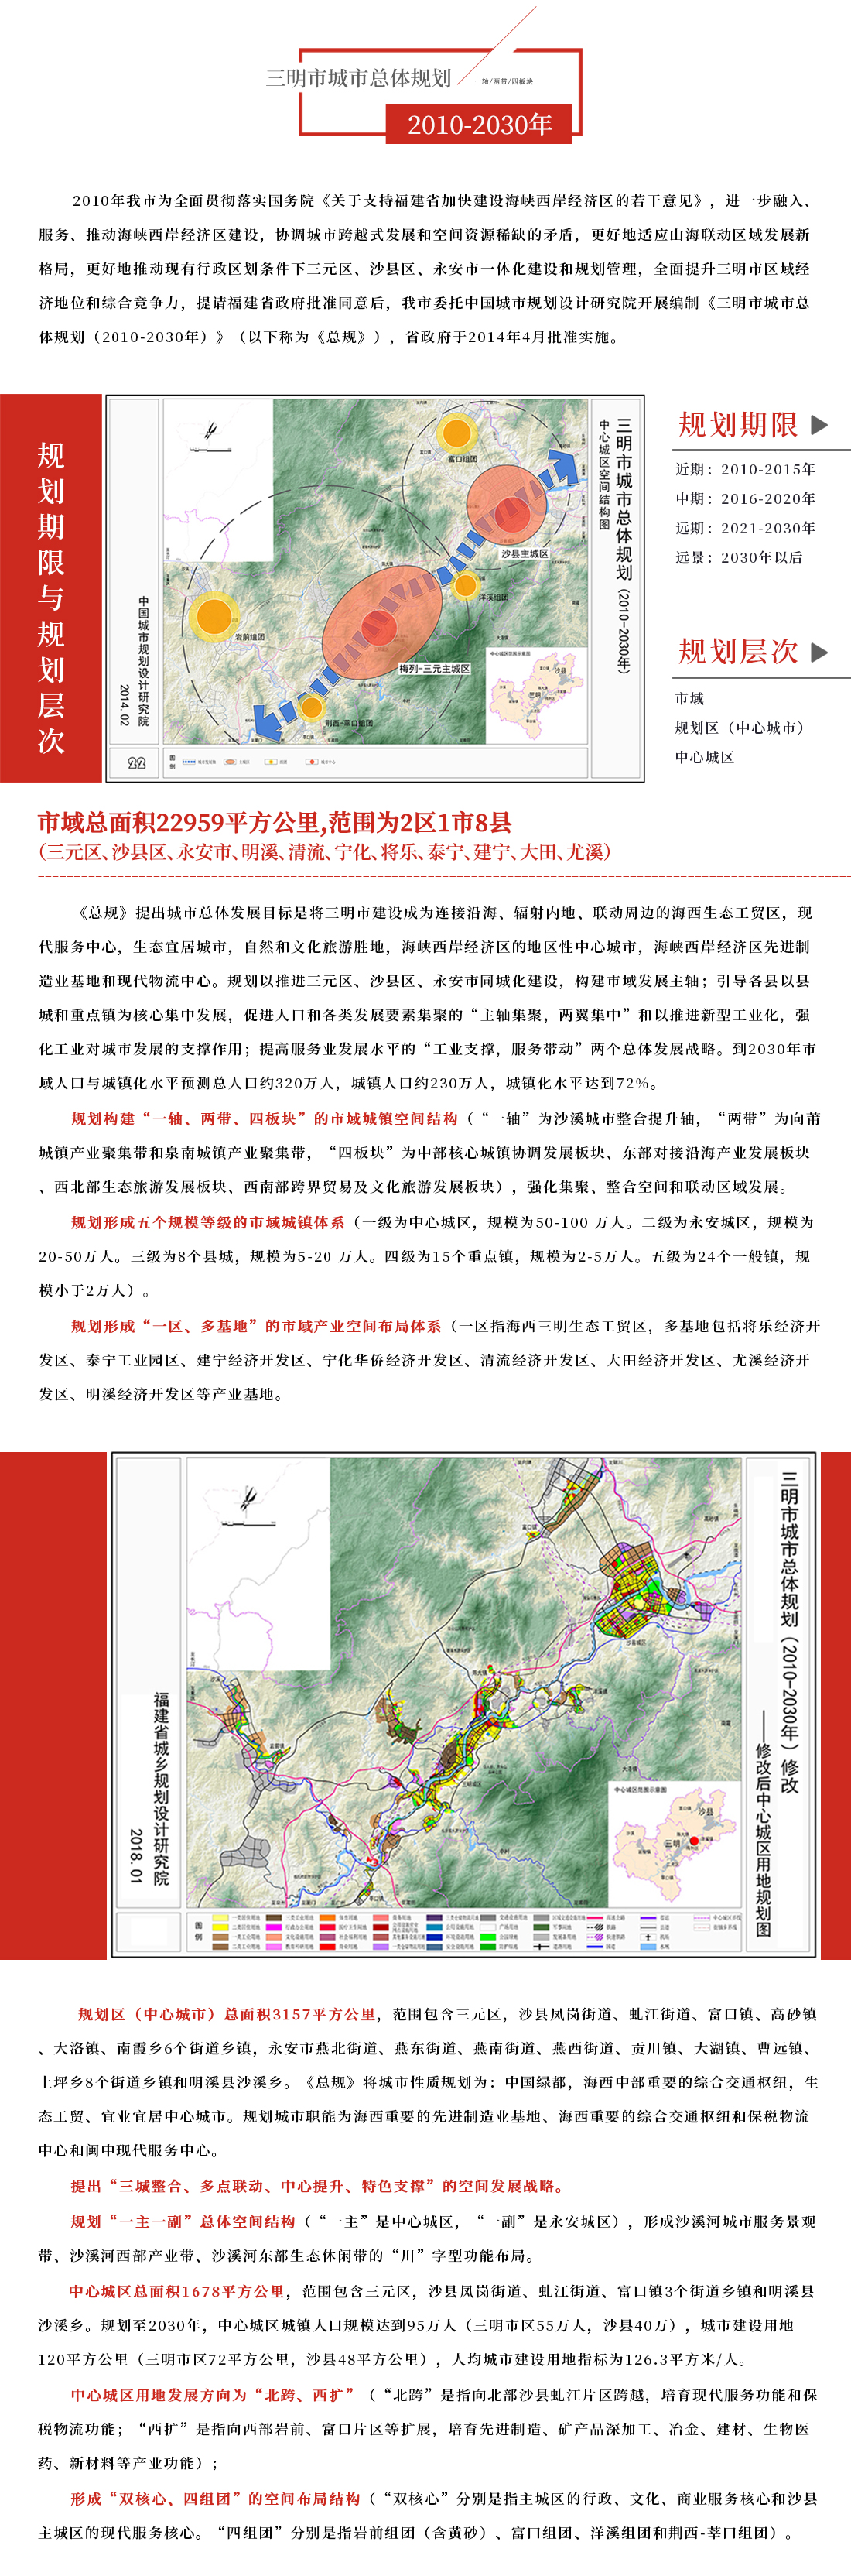 三明市城市总体规划
一轴/两带/四板块
2010-2030年
2010年我市为全面贯彻落实国务院《关于支持福建省加快建设海峡西岸经济区的若干意见》，进一步融入、
服务、推动海峡西岸经济区建设，协调城市跨越式发展和空间资源稀缺的矛盾，更好地适应山海联动区域发展新
格局，更好地推动现有行政区划条件下三元区、沙县区、永安市一体化建设和规划管理，全面提升三明市区域经
济地位和综合竞争力，提请福建省政府批准同意后，我市委托中国城市规划设计研究院开展编制《三明市城市总
体规划（2010-2030年）》（以下称为《总规》），省政府于2014年4月批准实施。
规划期限与规划层次
三明市城市总体规划（2010-2030年）
中心城区空间结构图
富口组团
沙县主城区
洋溪组团
岩前组团
梅列-三元主城区
荆西-莘口组团
中心城区范围示意图
沙县
三明
中国城市规划设计研究院
2014.02
22
图例
规划期限
近期：2010-2015年
中期：2016-2020年
远期：2021-2030年
远景：2030年以后
规划层次
市域
规划区（中心城市）
中心城区
市域总面积22959平方公里,范围为2区1市8县
（三元区、沙县区、永安市、明溪、清流、宁化、将乐、泰宁、建宁、大田、尤溪）
《总规》提出城市总体发展目标是将三明市建设成为连接沿海、辐射内地、联动周边的海西生态工贸区，现
代服务中心，生态宜居城市，自然和文化旅游胜地，海峡西岸经济区的地区性中心城市，海峡西岸经济区先进制
造业基地和现代物流中心。规划以推进三元区、沙县区、永安市同城化建设，构建市域发展主轴；引导各县以县
城和重点镇为核心集中发展，促进人口和各类发展要素集聚的“主轴集聚，两翼集中”和以推进新型工业化，强
化工业对城市发展的支撑作用；提高服务业发展水平的“工业支撑，服务带动”两个总体发展战略。到2030年市
域人口与城镇化水平预测总人口约320万人，城镇人口约230万人，城镇化水平达到72%。
规划构建“一轴、两带、四板块”的市域城镇空间结构（“一轴”为沙溪城市整合提升轴，“两带”为向莆
城镇产业聚集带和泉南城镇产业聚集带，“四板块”为中部核心城镇协调发展板块、东部对接沿海产业发展板块
、西北部生态旅游发展板块、西南部跨界贸易及文化旅游发展板块），强化集聚、整合空间和联动区域发展。
规划形成五个规模等级的市域城镇体系（一级为中心城区，规模为50-100 万人。二级为永安城区，规模为
20-50万人。三级为8个县城，规模为5-20 万人。四级为15个重点镇，规模为2-5万人。五级为24个一般镇，规
模小于2万人）。
规划形成“一区、多基地”的市域产业空间布局体系（一区指海西三明生态工贸区，多基地包括将乐经济开
发区、泰宁工业园区、建宁经济开发区、宁化华侨经济开发区、清流经济开发区、大田经济开发区、尤溪经济开
发区、明溪经济开发区等产业基地。
三明市城市总体规划（2010-2030年）修改
——修改后中心城区用地规划图
中心城区范围示意图
沙县
三明
福建省城乡规划设计研究院
2018.01
图例
规划区（中心城市）总面积3157平方公里，范围包含三元区，沙县凤岗街道、虬江街道、富口镇、高砂镇
、大洛镇、南霞乡6个街道乡镇，永安市燕北街道、燕东街道、燕南街道、燕西街道、贡川镇、大湖镇、曹远镇、
上坪乡8个街道乡镇和明溪县沙溪乡。《总规》将城市性质规划为：中国绿都，海西中部重要的综合交通枢纽，生
态工贸、宜业宜居中心城市。规划城市职能为海西重要的先进制造业基地、海西重要的综合交通枢纽和保税物流
中心和闽中现代服务中心。
提出“三城整合、多点联动、中心提升、特色支撑”的空间发展战略。
规划“一主一副”总体空间结构（“一主”是中心城区，“一副”是永安城区），形成沙溪河城市服务景观
带、沙溪河西部产业带、沙溪河东部生态休闲带的“川”字型功能布局。
中心城区总面积1678平方公里，范围包含三元区，沙县凤岗街道、虬江街道、富口镇3个街道乡镇和明溪县
沙溪乡。规划至2030年，中心城区城镇人口规模达到95万人（三明市区55万人，沙县40万），城市建设用地
120平方公里（三明市区72平方公里，沙县48平方公里），人均城市建设用地指标为126.3平方米/人。
中心城区用地发展方向为“北跨、西扩”（“北跨”是指向北部沙县虬江片区跨越，培育现代服务功能和保
税物流功能；“西扩”是指向西部岩前、富口片区等扩展，培育先进制造、矿产品深加工、冶金、建材、生物医
药、新材料等产业功能）；
形成“双核心、四组团”的空间布局结构（“双核心”分别是指主城区的行政、文化、商业服务核心和沙县
主城区的现代服务核心。“四组团”分别是指岩前组团（含黄砂）、富口组团、洋溪组团和荆西-莘口组团）。